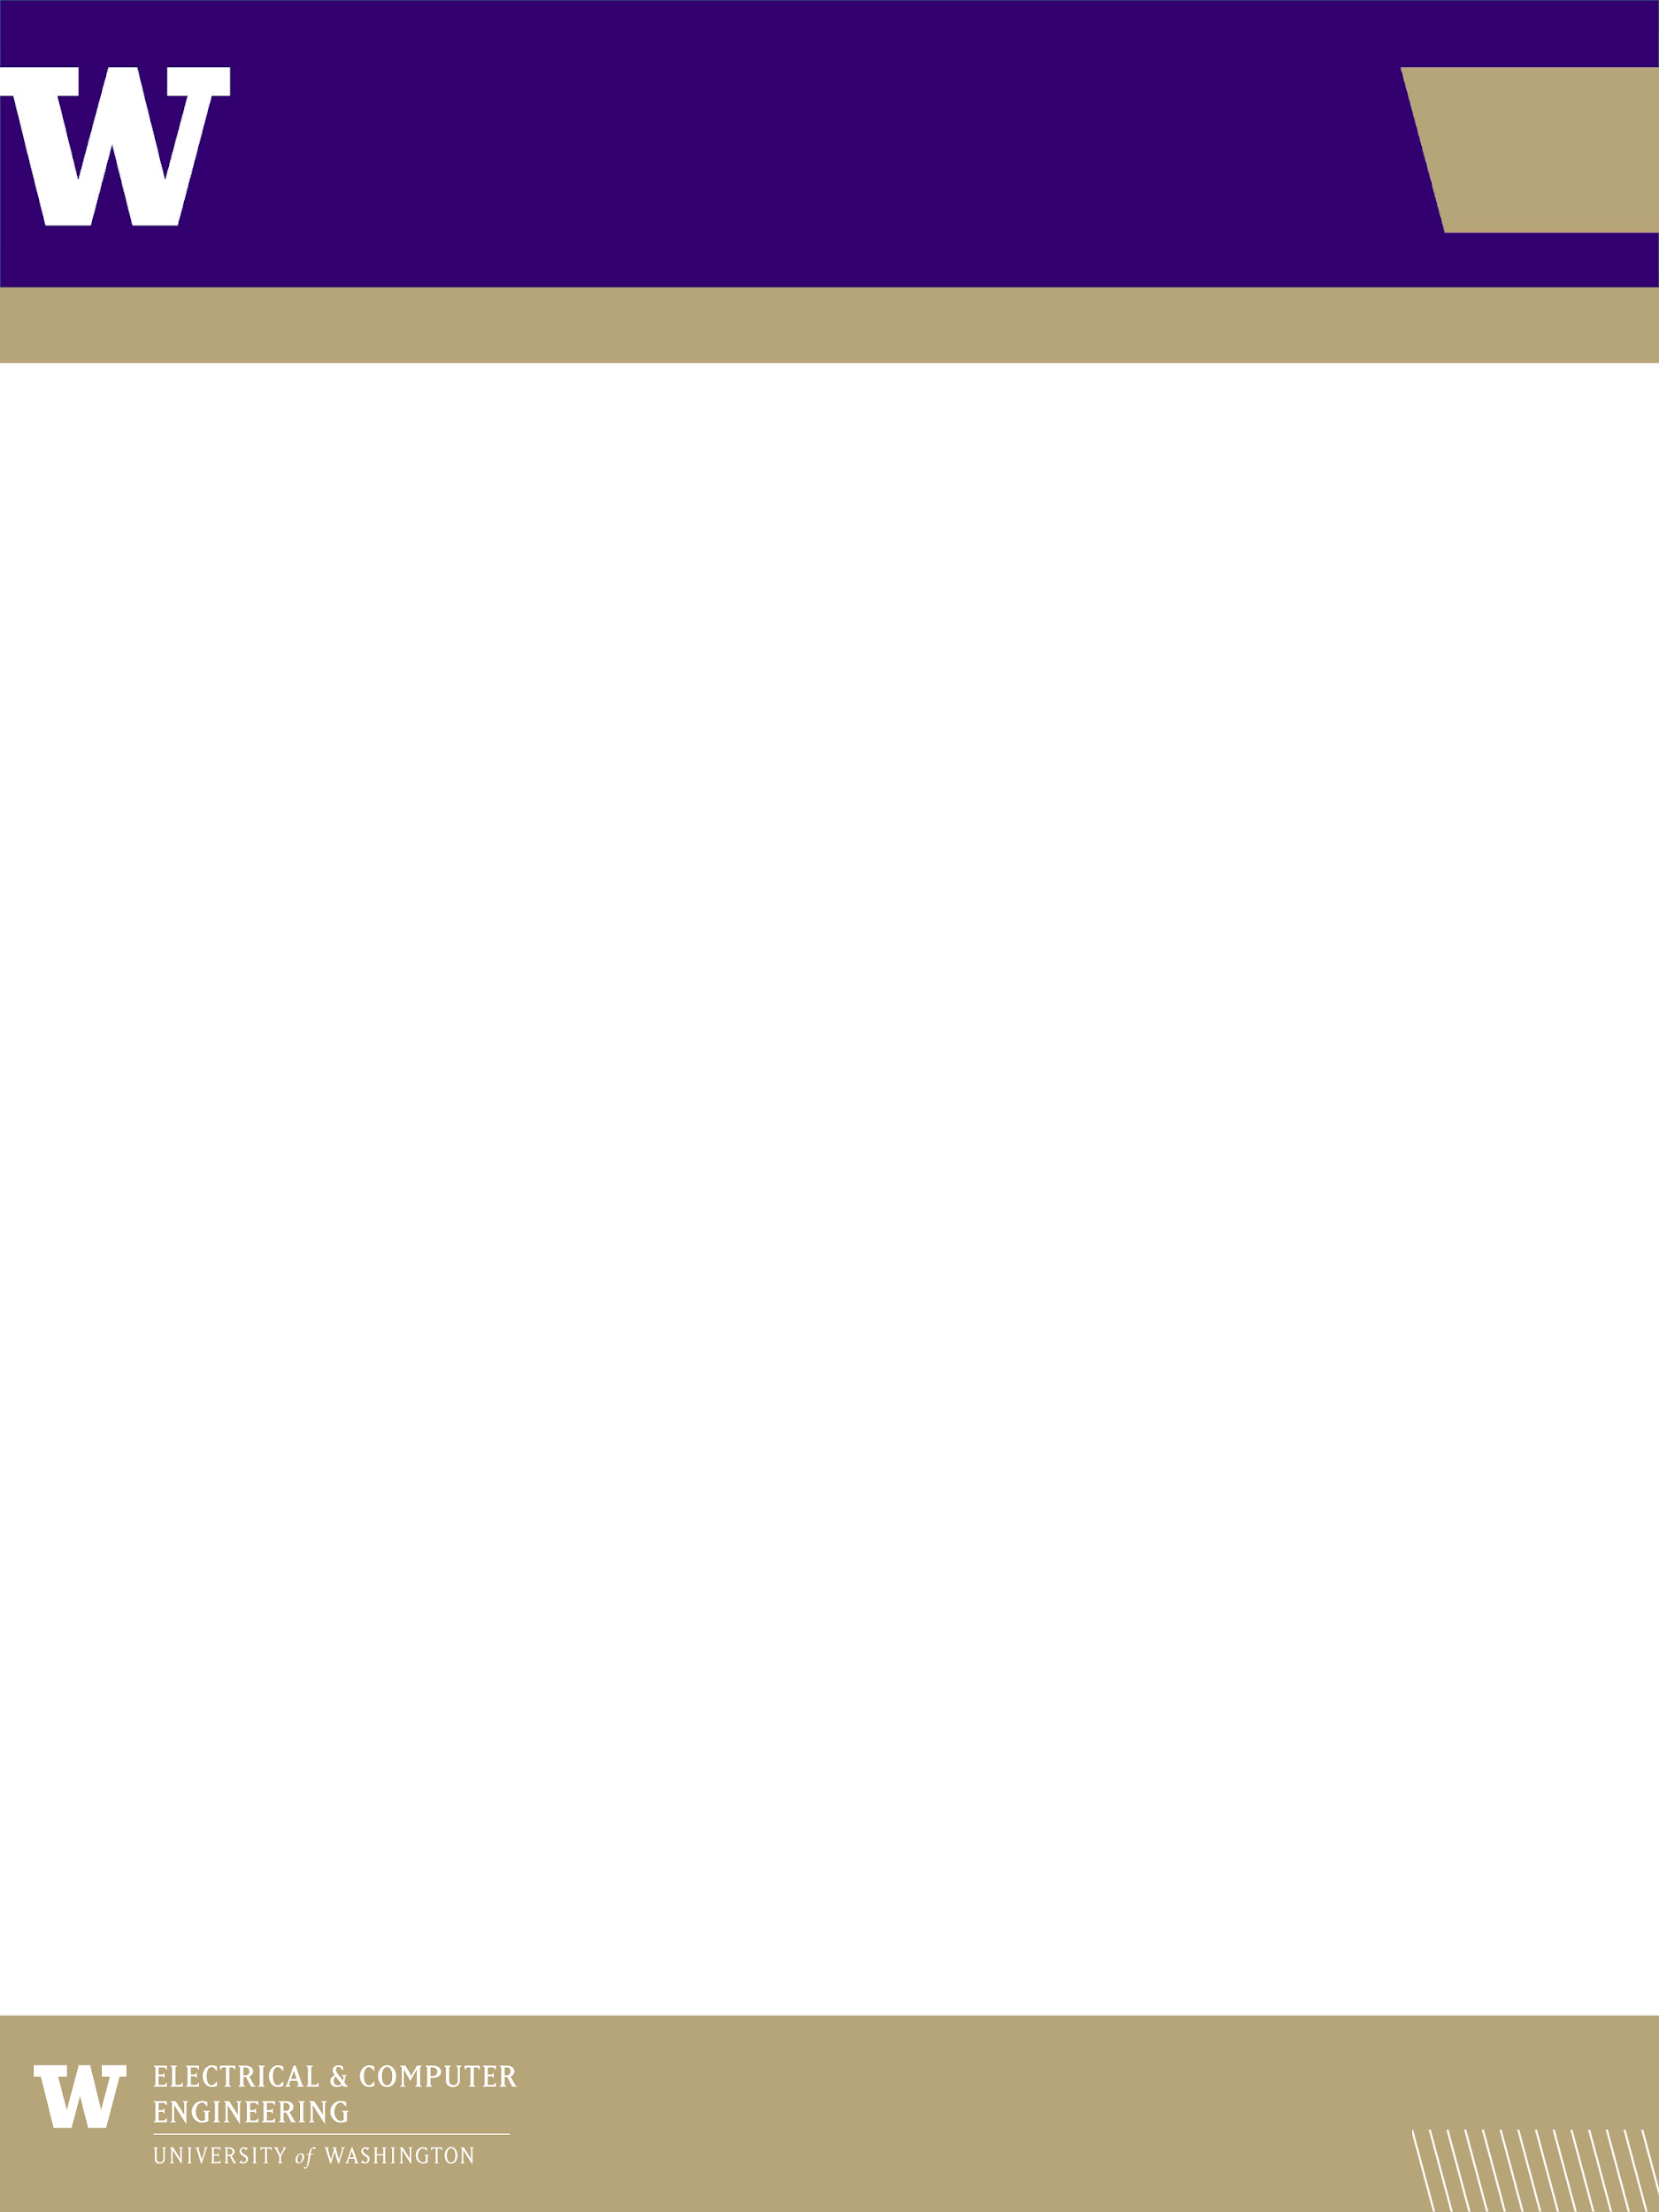 W
W
ELECTRICAL & COMPUTER
ENGINEERING
UNIVERSITY of WASHINGTON